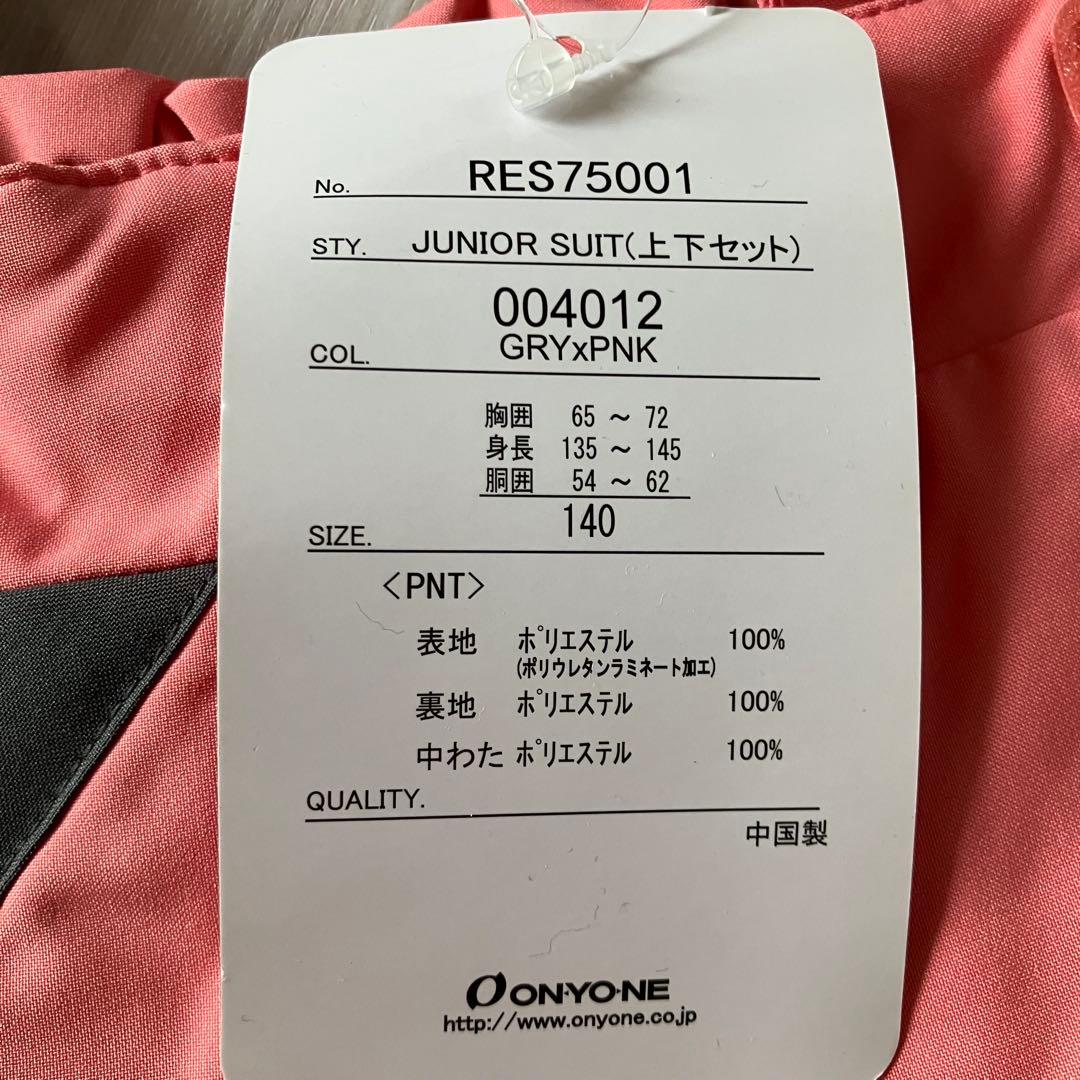 No. RES75001
STY. JUNIOR SUIT(上下セット)
004012
COL. GRYxPNK
胸囲 65 ～ 72
身長 135 ～ 145
胴囲 54 ～ 62
SIZE. 140
<PNT>
表地 ポリエステル 100%
(ポリウレタンラミネート加工)
裏地 ポリエステル 100%
中わた ポリエステル 100%
QUALITY.
中国製
ON・YO・NE
http://www.onyone.co.jp